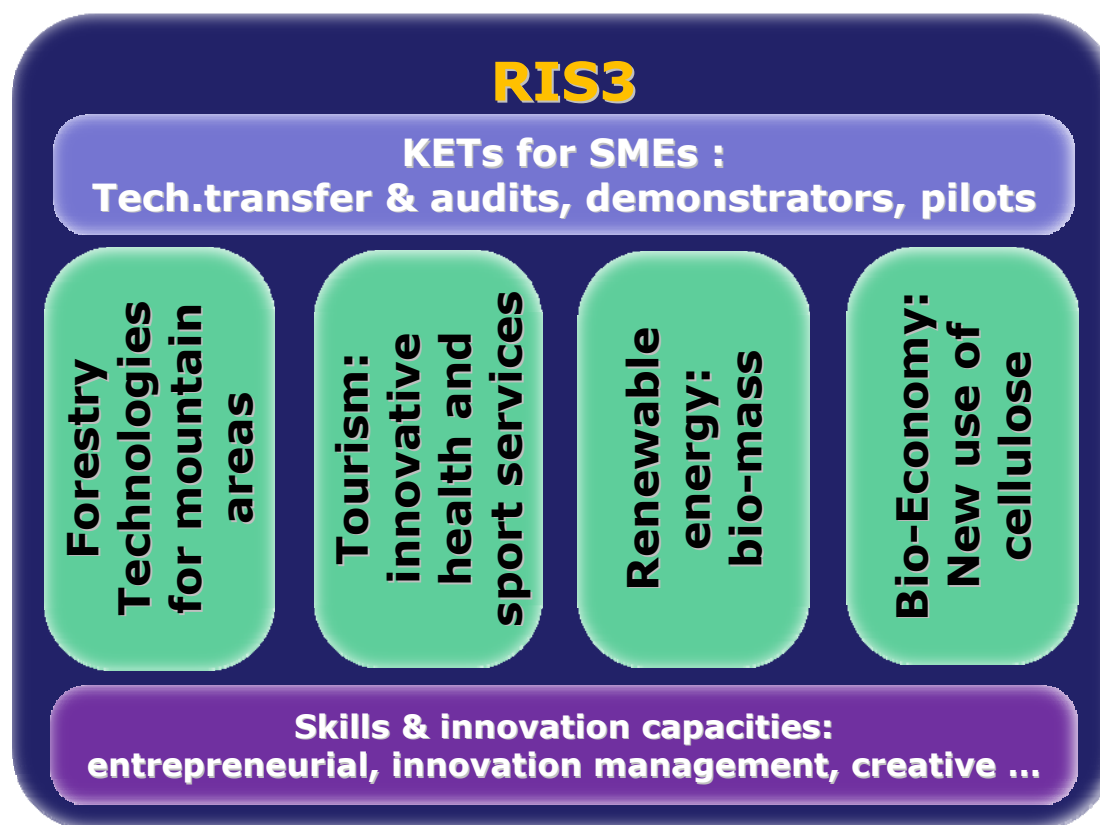 RIS3
KETs for SMEs :
Tech.transfer & audits, demonstrators, pilots
Forestry
Technologies
for mountain
areas
Tourism:
innovative
health and
sport services
Renewable
energy:
bio-mass
Bio-Economy:
New use of
cellulose
Skills & innovation capacities:
entrepreneurial, innovation management, creative ...